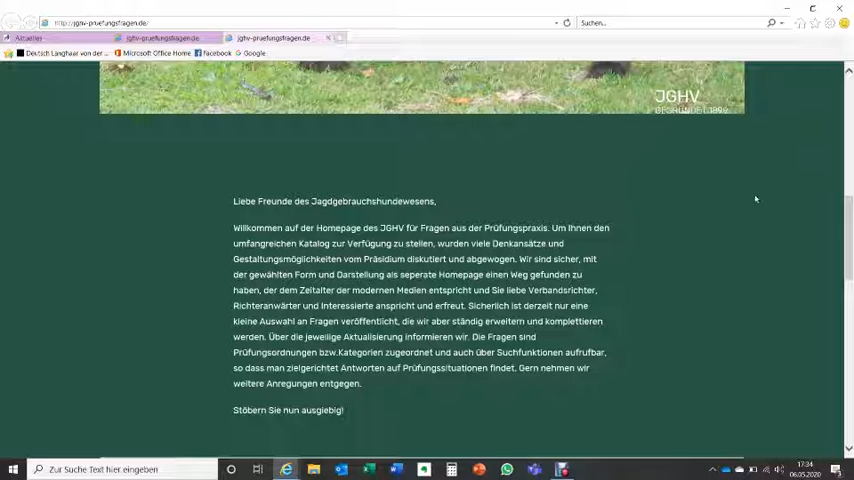 http://jghv-pruefungsfragen.de/
Suchen...
Aktuelles
jghv-pruefungsfragen.de
jghv-pruefungsfragen.de
Deutsch Langhaar von der ...
Microsoft Office Home
Facebook
Google
JGHV
GEGRÜNDET 1899
Liebe Freunde des Jagdgebrauchshundewesens,
Willkommen auf der Homepage des JGHV für Fragen aus der Prüfungspraxis. Um Ihnen den
umfangreichen Katalog zur Verfügung zu stellen, wurden viele Denkansätze und
Gestaltungsmöglichkeiten vom Präsidium diskutiert und abgewogen. Wir sind sicher, mit
der gewählten Form und Darstellung als seperate Homepage einen Weg gefunden zu
haben, der dem Zeitalter der modernen Medien entspricht und Sie liebe Verbandsrichter,
Richteranwärter und Interessierte anspricht und erfreut. Sicherlich ist derzeit nur eine
kleine Auswahl an Fragen veröffentlicht, die wir aber ständig erweitern und komplettieren
werden. Über die jeweilige Aktualisierung informieren wir. Die Fragen sind
Prüfungsordnungen bzw.Kategorien zugeordnet und auch über Suchfunktionen aufrufbar,
so dass man zielgerichtet Antworten auf Prüfungssituationen findet. Gern nehmen wir
weitere Anregungen entgegen.
Stöbern Sie nun ausgiebig!
Zur Suche Text hier eingeben
17:34
06.05.2020